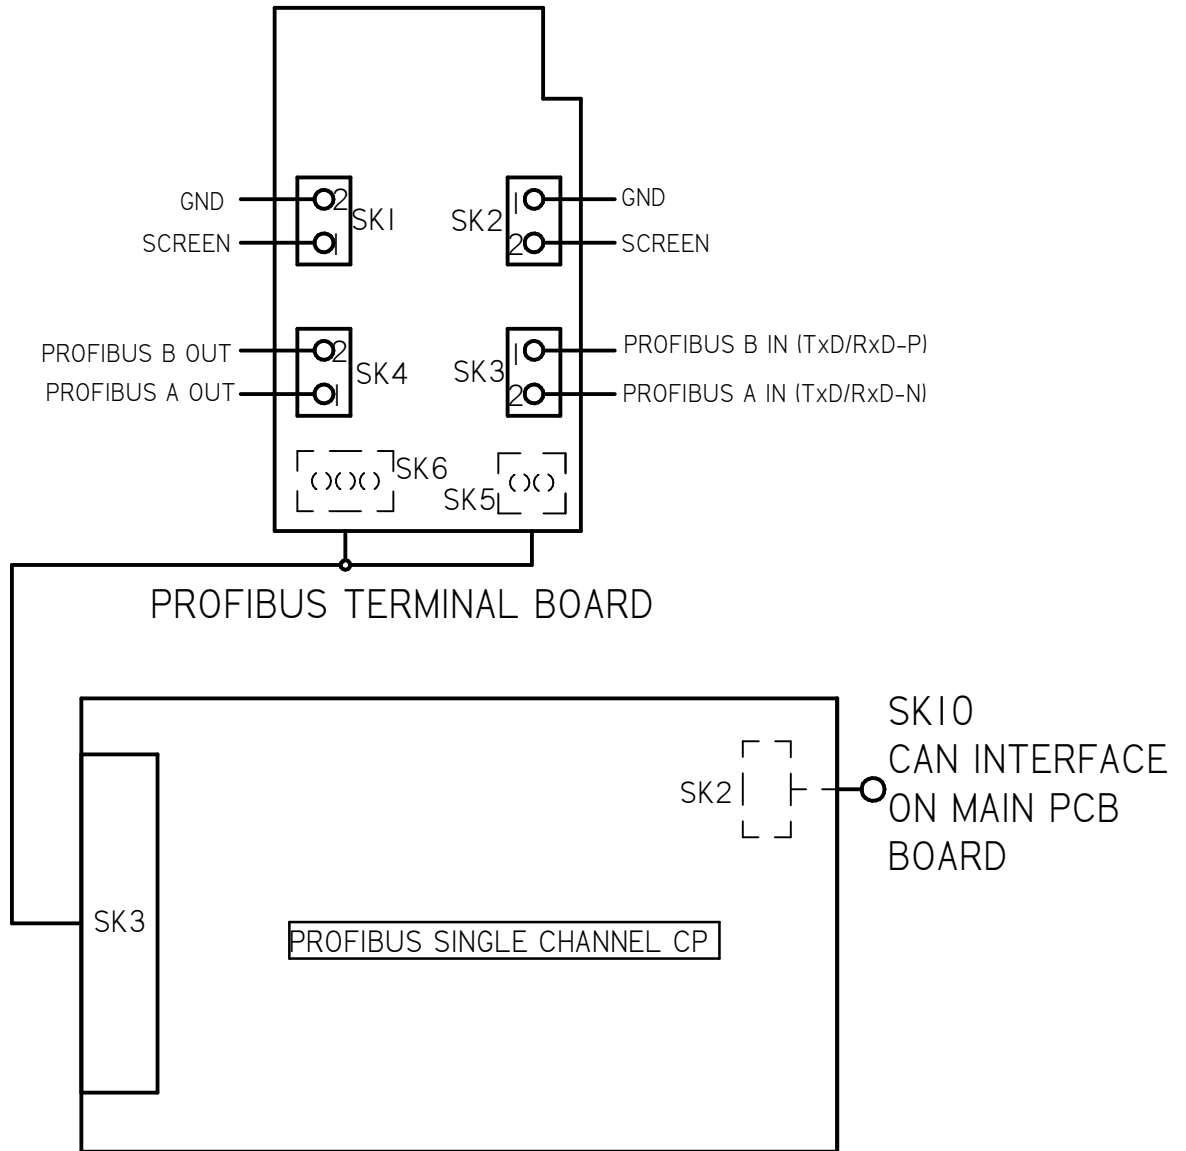 GND
2
SK1
SCREEN
1
1
GND
SK2
2
SCREEN
PROFIBUS B OUT
2
SK4
PROFIBUS A OUT
1
1
PROFIBUS B IN (TxD/RxD-P)
SK3
2
PROFIBUS A IN (TxD/RxD-N)
SK6
SK5
PROFIBUS TERMINAL BOARD
SK10
CAN INTERFACE
ON MAIN PCB
BOARD
SK2
SK3
PROFIBUS SINGLE CHANNEL CP